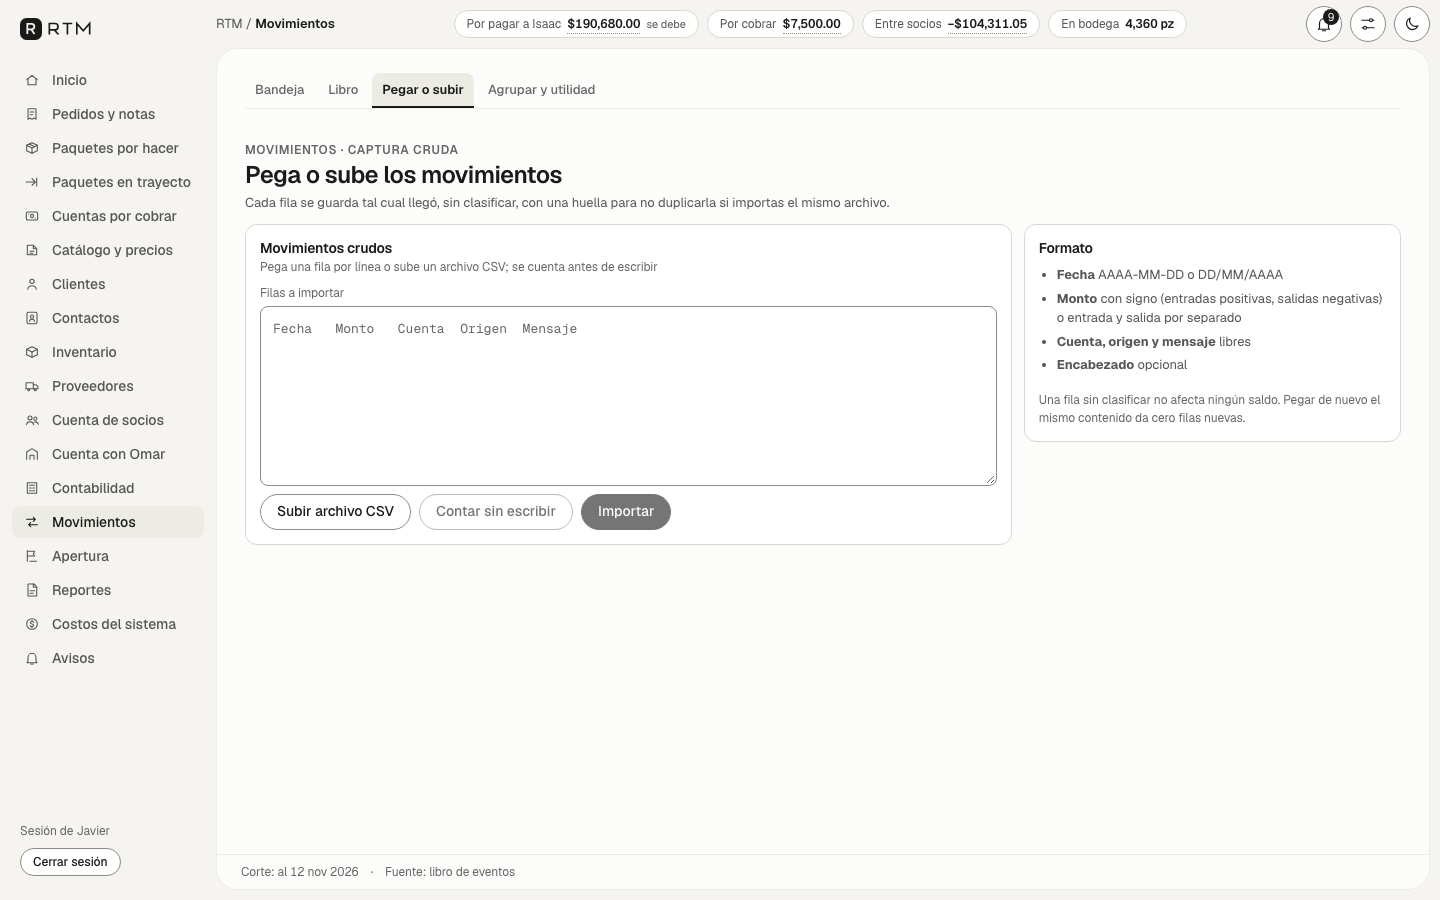 R RTM
RTM / Movimientos
Por pagar a Isaac $190,680.00 se debe
Por cobrar $7,500.00
Entre socios −$104,311.05
En bodega 4,360 pz
9
Inicio
Pedidos y notas
Paquetes por hacer
Paquetes en trayecto
Cuentas por cobrar
Catálogo y precios
Clientes
Contactos
Inventario
Proveedores
Cuenta de socios
Cuenta con Omar
Contabilidad
Movimientos
Apertura
Reportes
Costos del sistema
Avisos
Sesión de Javier
Cerrar sesión
Bandeja
Libro
Pegar o subir
Agrupar y utilidad
MOVIMIENTOS · CAPTURA CRUDA
Pega o sube los movimientos
Cada fila se guarda tal cual llegó, sin clasificar, con una huella para no duplicarla si importas el mismo archivo.
Movimientos crudos
Pega una fila por línea o sube un archivo CSV; se cuenta antes de escribir
Filas a importar
Fecha Monto Cuenta Origen Mensaje
Subir archivo CSV
Contar sin escribir
Importar
Formato
• Fecha AAAA-MM-DD o DD/MM/AAAA
• Monto con signo (entradas positivas, salidas negativas)
o entrada y salida por separado
• Cuenta, origen y mensaje libres
• Encabezado opcional
Una fila sin clasificar no afecta ningún saldo. Pegar de nuevo el
mismo contenido da cero filas nuevas.
Corte: al 12 nov 2026 · Fuente: libro de eventos